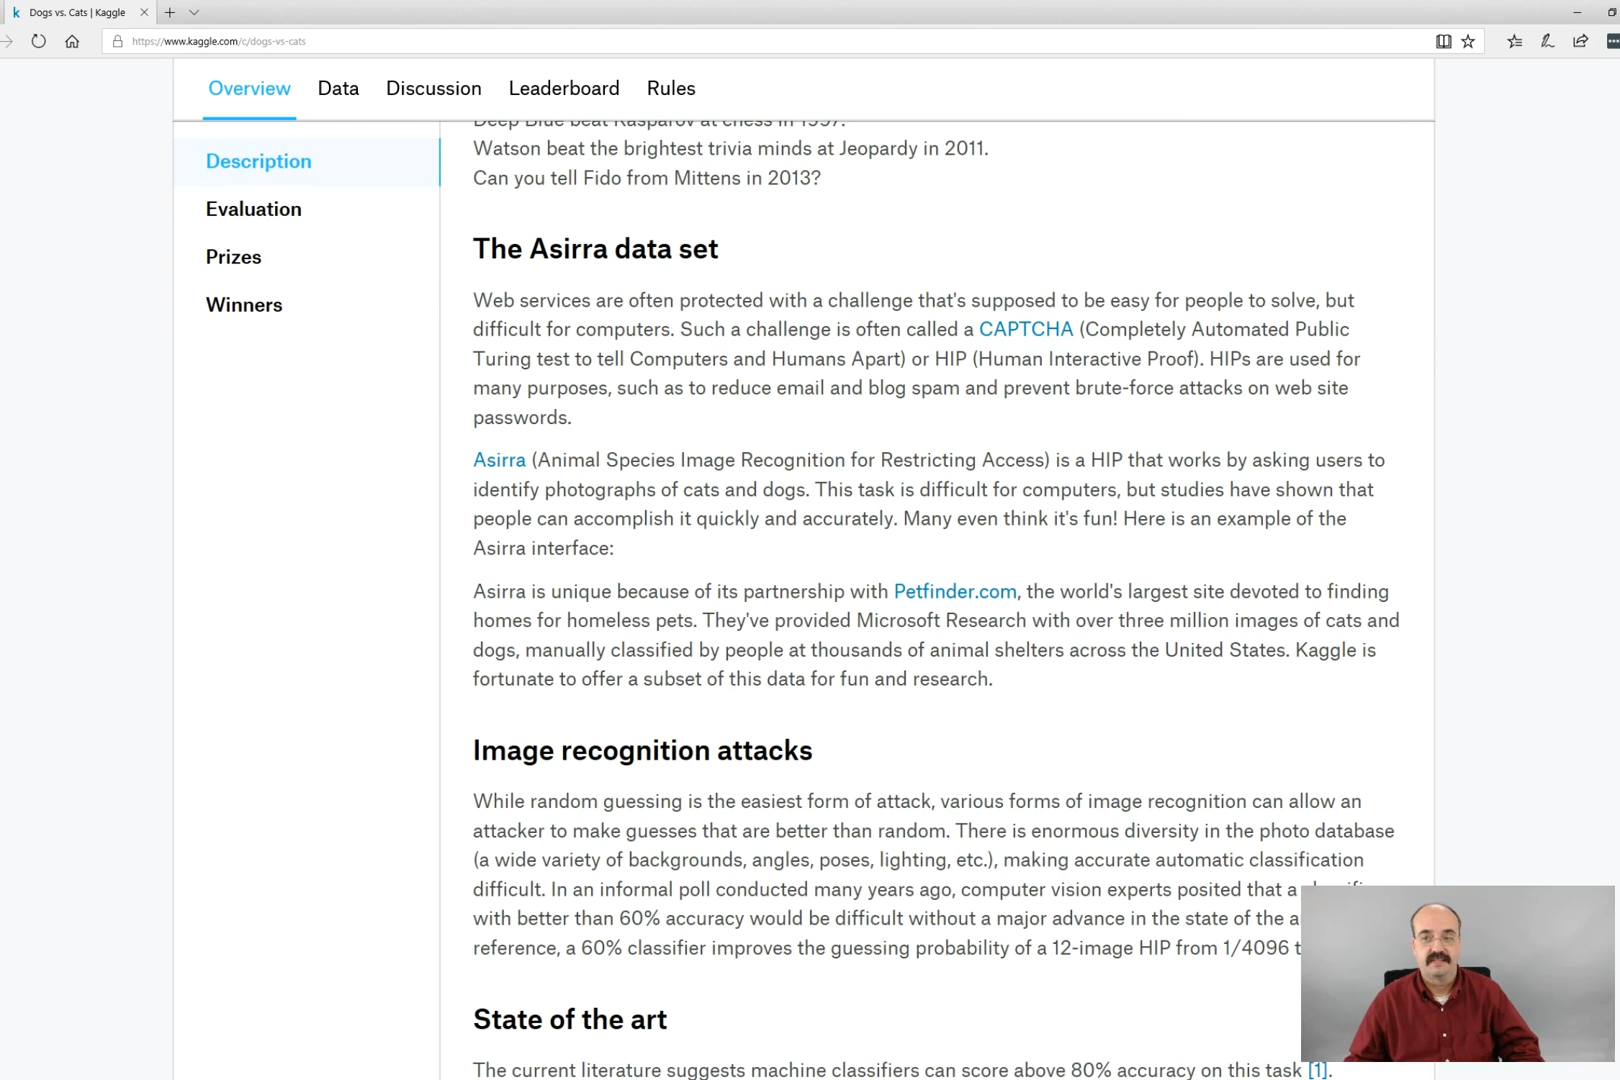 Dogs vs. Cats | Kaggle
https://www.kaggle.com/c/dogs-vs-cats
Overview Data Discussion Leaderboard Rules
Description
Evaluation
Prizes
Winners
Deep Blue beat Kasparov at chess in 1997.
Watson beat the brightest trivia minds at Jeopardy in 2011.
Can you tell Fido from Mittens in 2013?
The Asirra data set
Web services are often protected with a challenge that's supposed to be easy for people to solve, but
difficult for computers. Such a challenge is often called a CAPTCHA (Completely Automated Public
Turing test to tell Computers and Humans Apart) or HIP (Human Interactive Proof). HIPs are used for
many purposes, such as to reduce email and blog spam and prevent brute-force attacks on web site
passwords.
Asirra (Animal Species Image Recognition for Restricting Access) is a HIP that works by asking users to
identify photographs of cats and dogs. This task is difficult for computers, but studies have shown that
people can accomplish it quickly and accurately. Many even think it's fun! Here is an example of the
Asirra interface:
Asirra is unique because of its partnership with Petfinder.com, the world's largest site devoted to finding
homes for homeless pets. They've provided Microsoft Research with over three million images of cats and
dogs, manually classified by people at thousands of animal shelters across the United States. Kaggle is
fortunate to offer a subset of this data for fun and research.
Image recognition attacks
While random guessing is the easiest form of attack, various forms of image recognition can allow an
attacker to make guesses that are better than random. There is enormous diversity in the photo database
(a wide variety of backgrounds, angles, poses, lighting, etc.), making accurate automatic classification
difficult. In an informal poll conducted many years ago, computer vision experts posited that a
with better than 60% accuracy would be difficult without a major advance in the state of the
reference, a 60% classifier improves the guessing probability of a 12-image HIP from 1/4096
State of the art
The current literature suggests machine classifiers can score above 80% accuracy on this task [1].